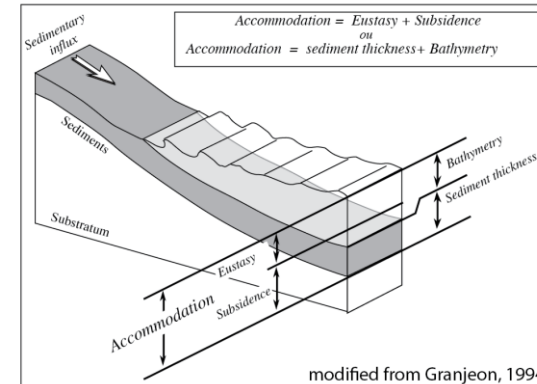 Accommodation = Eustasy + Subsidence
ou
Accommodation = sediment thickness+ Bathymetry
Sedimentary
influx
Sediments
Substratum
Bathymetry
Sediment thickness
Eustasy
Subsidence
Accommodation
modified from Granjeon, 1994